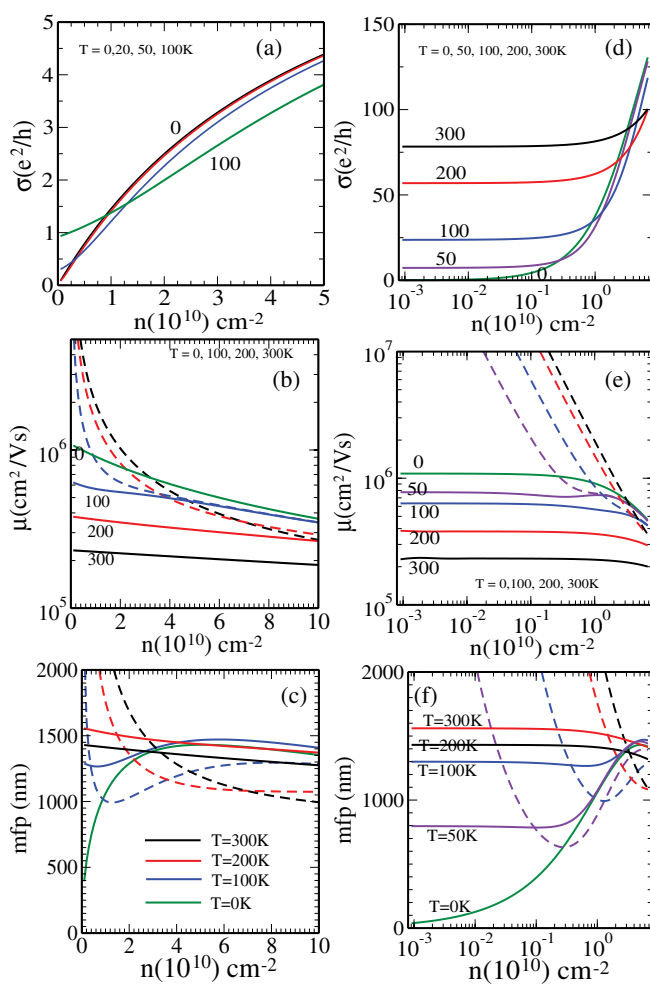 6
5
4
3
2
1
0
σ(e²/h)
T = 0,20, 50, 100K
(a)
0
100
0 1 2 3 4 5
n(10¹⁰) cm⁻²
150
100
75
50
25
0
σ(e²/h)
(d)
T = 0, 50, 100, 200, 300K
300
200
100
50
0
10⁻³ 10⁻² 10⁻¹ 10⁰
n(10¹⁰) cm⁻²
10⁶
10⁵
μ(cm²/Vs)
T = 0, 100, 200, 300K
(b)
0
100
200
300
0 2 4 6 8 10
n(10¹⁰) cm⁻²
10⁷
10⁶
10⁵
μ(cm²/Vs)
(e)
0
50
100
200
300
T = 0,100, 200, 300K
10⁻³ 10⁻² 10⁻¹ 10⁰
n(10¹⁰) cm⁻²
2000
1500
1000
500
0
mfp (nm)
(c)
T=300K
T=200K
T=100K
T=0K
0 2 4 6 8 10
n(10¹⁰) cm⁻²
2000
1000
0
mfp (nm)
(f)
T=300K
T=200K
T=100K
T=50K
T=0K
10⁻³ 10⁻² 10⁻¹ 10⁰
n(10¹⁰) cm⁻²